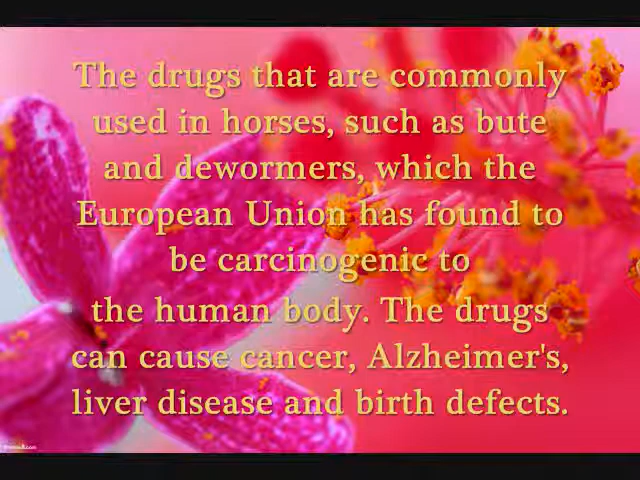 The drugs that are commonly
used in horses, such as bute
and dewormers, which the
European Union has found to
be carcinogenic to
the human body. The drugs
can cause cancer, Alzheimer's,
liver disease and birth defects.